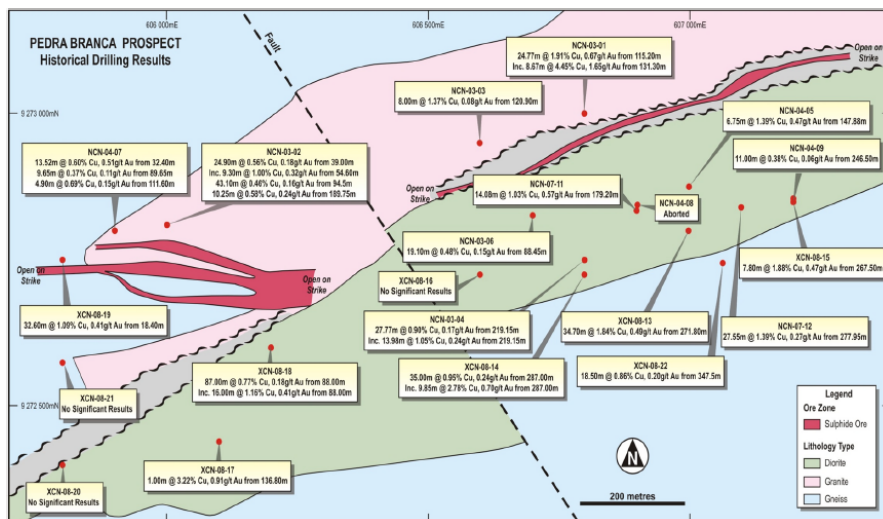 606 000mE
606 500mE
607 000mE
PEDRA BRANCA PROSPECT
Historical Drilling Results
Fault
NCN-03-01
24.77m @ 1.91% Cu, 0.67g/t Au from 115.20m
Inc. 8.67m @ 4.45% Cu, 1.65g/t Au from 131.30m
NCN-03-03
8.00m @ 1.37% Cu, 0.08g/t Au from 120.90m
Open on
Strike
9 273 000mN
NCN-04-05
6.75m @ 1.39% Cu, 0.47g/t Au from 147.88m
NCN-04-07
13.52m @ 0.60% Cu, 0.51g/t Au from 32.40m
9.65m @ 0.37% Cu, 0.11g/t Au from 89.65m
4.90m @ 0.69% Cu, 0.15g/t Au from 111.60m
NCN-03-02
24.90m @ 0.56% Cu, 0.18g/t Au from 39.00m
Inc. 9.30m @ 1.00% Cu, 0.32g/t Au from 54.60m
43.10m @ 0.46% Cu, 0.16g/t Au from 94.5m
10.25m @ 0.58% Cu, 0.24g/t Au from 189.75m
NCN-04-09
11.00m @ 0.38% Cu, 0.06g/t Au from 246.50m
Open on
Strike
NCN-07-11
14.08m @ 1.03% Cu, 0.57g/t Au from 179.20m
NCN-04-08
Aborted
NCN-03-06
19.10m @ 0.48% Cu, 0.15g/t Au from 88.45m
XCN-08-15
7.80m @ 1.88% Cu, 0.47g/t Au from 267.50m
Open on
Strike
Open on
Strike
XCN-08-16
No Significant Results
XCN-08-19
32.60m @ 1.09% Cu, 0.41g/t Au from 18.40m
NCN-03-04
27.77m @ 0.90% Cu, 0.17g/t Au from 219.15m
Inc. 13.98m @ 1.05% Cu, 0.24g/t Au from 219.15m
XCN-08-13
34.70m @ 1.84% Cu, 0.49g/t Au from 271.80m
NCN-07-12
27.55m @ 1.39% Cu, 0.27g/t Au from 277.95m
XCN-08-14
35.00m @ 0.95% Cu, 0.24g/t Au from 287.00m
Inc. 9.85m @ 2.78% Cu, 0.70g/t Au from 287.00m
XCN-08-22
18.50m @ 0.86% Cu, 0.20g/t Au from 347.5m
XCN-08-18
87.00m @ 0.77% Cu, 0.18g/t Au from 88.00m
Inc. 16.00m @ 1.16% Cu, 0.41g/t Au from 88.00m
XCN-08-21
No Significant Results
9 272 500mN
XCN-08-17
1.00m @ 3.22% Cu, 0.91g/t Au from 136.80m
XCN-08-20
No Significant Results
N
200 metres
Legend
Ore Zone
Sulphide Ore
Lithology Type
Diorite
Granite
Gneiss